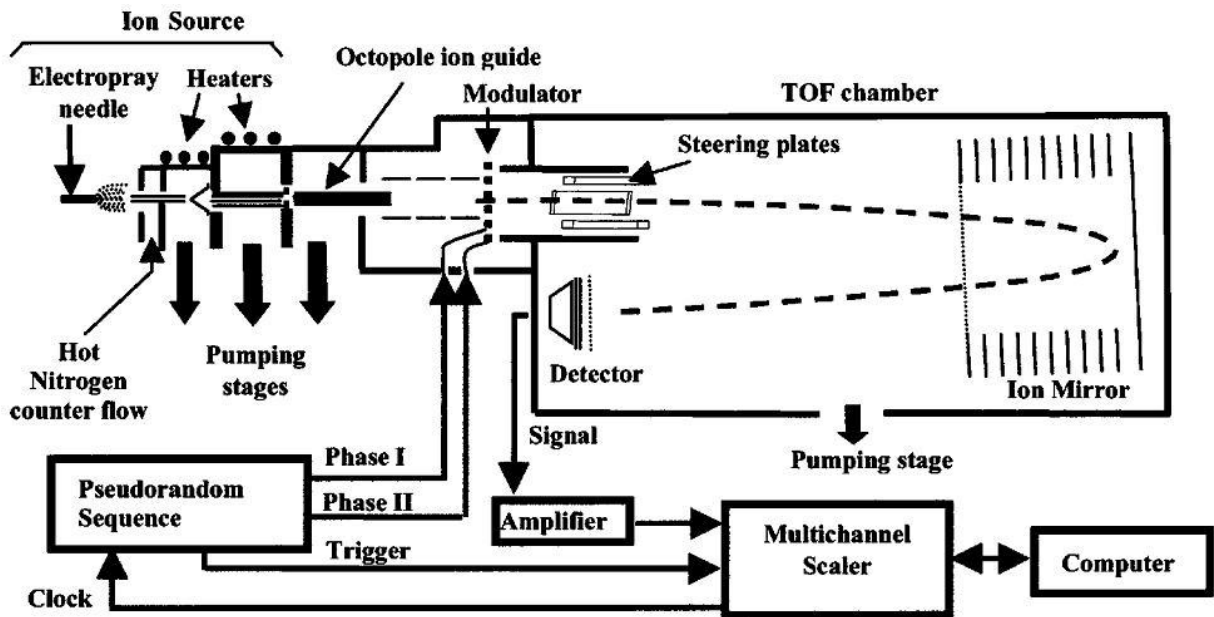 Ion Source
Octopole ion guide
Electropray
needle
Heaters
Modulator
TOF chamber
Steering plates
Hot
Nitrogen
counter flow
Pumping
stages
Detector
Ion Mirror
Signal
Pumping stage
Phase I
Pseudorandom
Sequence
Phase II
Amplifier
Multichannel
Scaler
Trigger
Computer
Clock